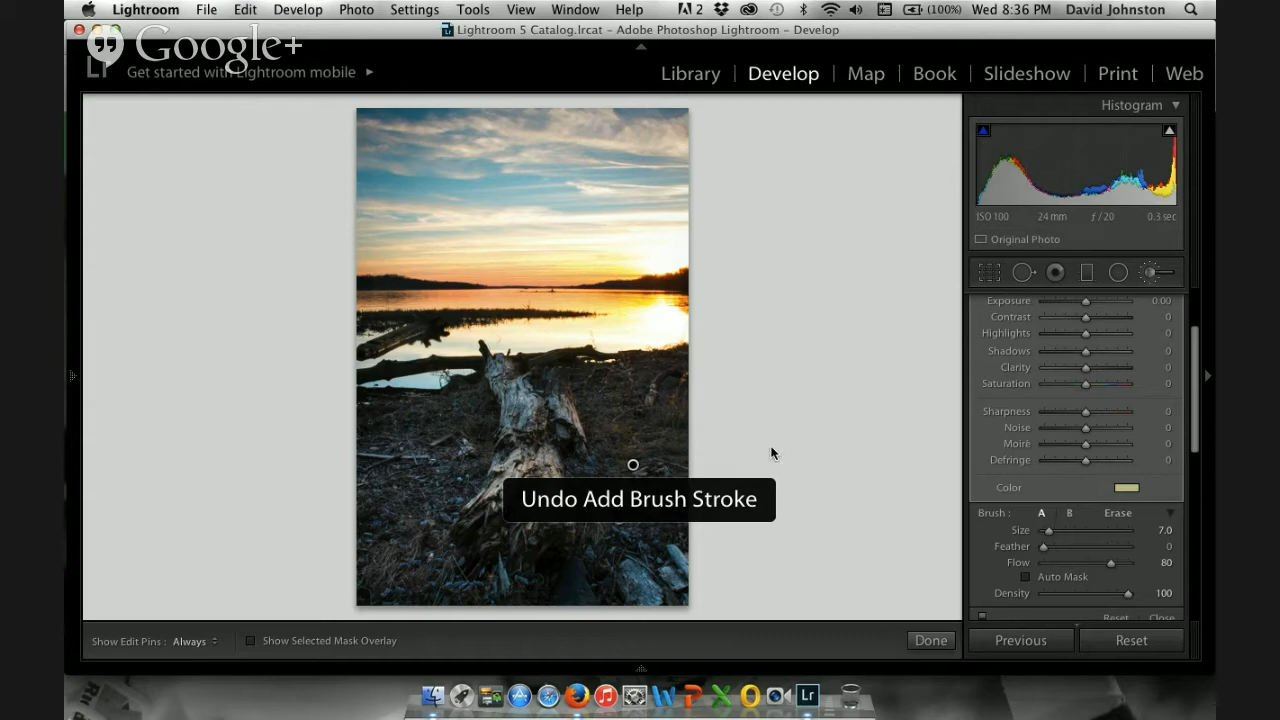 Lightroom File Edit Develop Photo Settings Tools View Window Help 2 (100%) Wed 8:36 PM David Johnston
Lightroom 5 Catalog.lrcat – Adobe Photoshop Lightroom – Develop
Google+
Get started with Lightroom mobile
Library | Develop | Map | Book | Slideshow | Print | Web
Histogram
ISO 100 24 mm ƒ / 20 0.3 sec
Original Photo
Exposure 0.00
Contrast 0
Highlights 0
Shadows 0
Clarity 0
Saturation 0
Sharpness 0
Noise 0
Moiré 0
Defringe 0
Color
Undo Add Brush Stroke
Brush : A B Erase
Size 7.0
Feather 0
Flow 80
Auto Mask
Density 100
Reset Close
Show Edit Pins : Always Show Selected Mask Overlay Done
Previous Reset
Lr